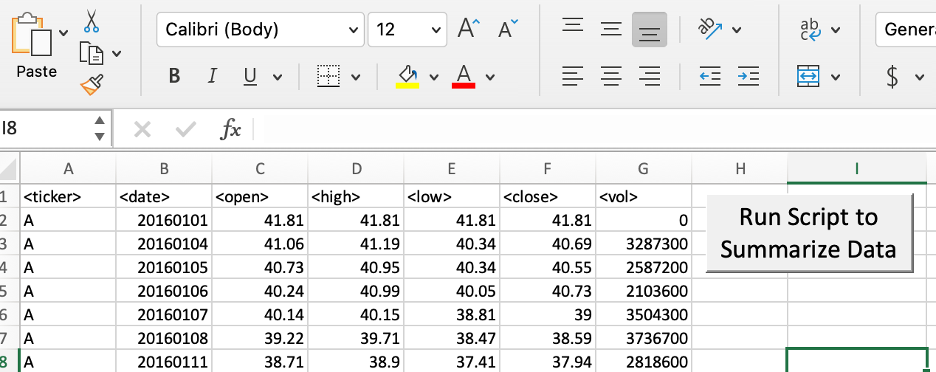 Calibri (Body) 12 A^ A˅ ab ab Genera
Paste B I U A $
I8 fx
A B C D E F G H I
1 <ticker> <date> <open> <high> <low> <close> <vol>
2 A 20160101 41.81 41.81 41.81 41.81 0
Run Script to
3 A 20160104 41.06 41.19 40.34 40.69 3287300
Summarize Data
4 A 20160105 40.73 40.95 40.34 40.55 2587200
5 A 20160106 40.24 40.99 40.05 40.73 2103600
6 A 20160107 40.14 40.15 38.81 39 3504300
7 A 20160108 39.22 39.71 38.47 38.59 3736700
8 A 20160111 38.71 38.9 37.41 37.94 2818600